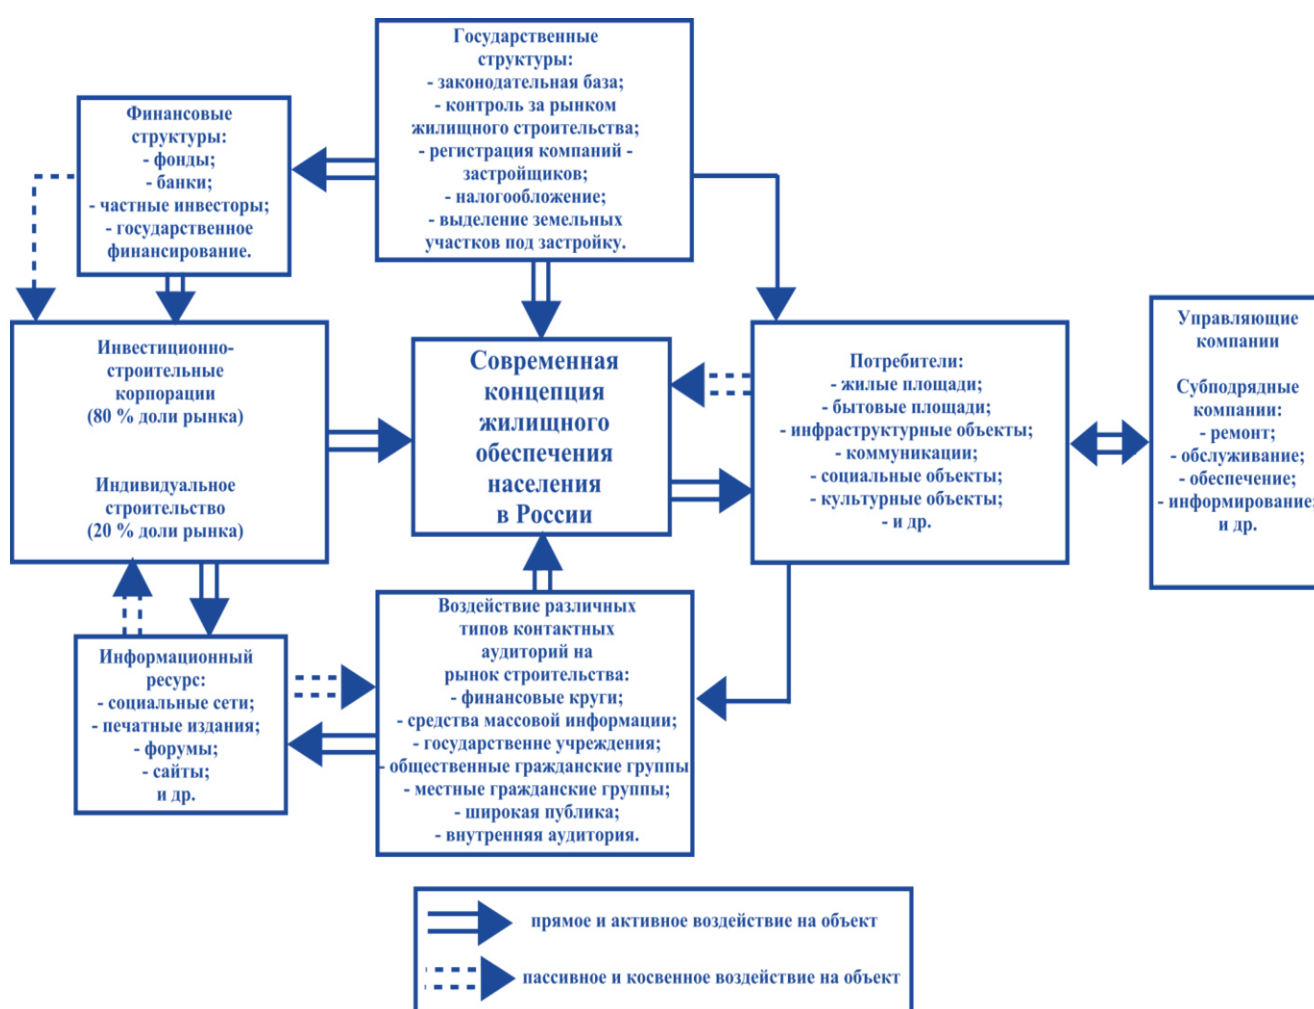 Государственные
структуры:
- законодательная база;
- контроль за рынком
жилищного строительства;
- регистрация компаний -
застройщиков;
- налогообложение;
- выделение земельных
участков под застройку.
Финансовые
структуры:
- фонды;
- банки;
- частные инвесторы;
- государственное
финансирование.
Инвестиционно-
строительные
корпорации
(80 % доли рынка)
Индивидуальное
строительство
(20 % доли рынка)
Современная
концепция
жилищного
обеспечения
населения
в России
Потребители:
- жилые площади;
- бытовые площади;
- инфраструктурные объекты;
- коммуникации;
- социальные объекты;
- культурные объекты;
- и др.
Управляющие
компании
Субподрядные
компании:
- ремонт;
- обслуживание;
- обеспечение;
- информирование;
и др.
Информационный
ресурс:
- социальные сети;
- печатные издания;
- форумы;
- сайты;
и др.
Воздействие различных
типов контактных
аудиторий на
рынок строительства:
- финансовые круги;
- средства массовой информации;
- государственне учреждения;
- общественные гражданские группы
- местные гражданские группы;
- широкая публика;
- внутренняя аудитория.
прямое и активное воздействие на объект
пассивное и косвенное воздействие на объект